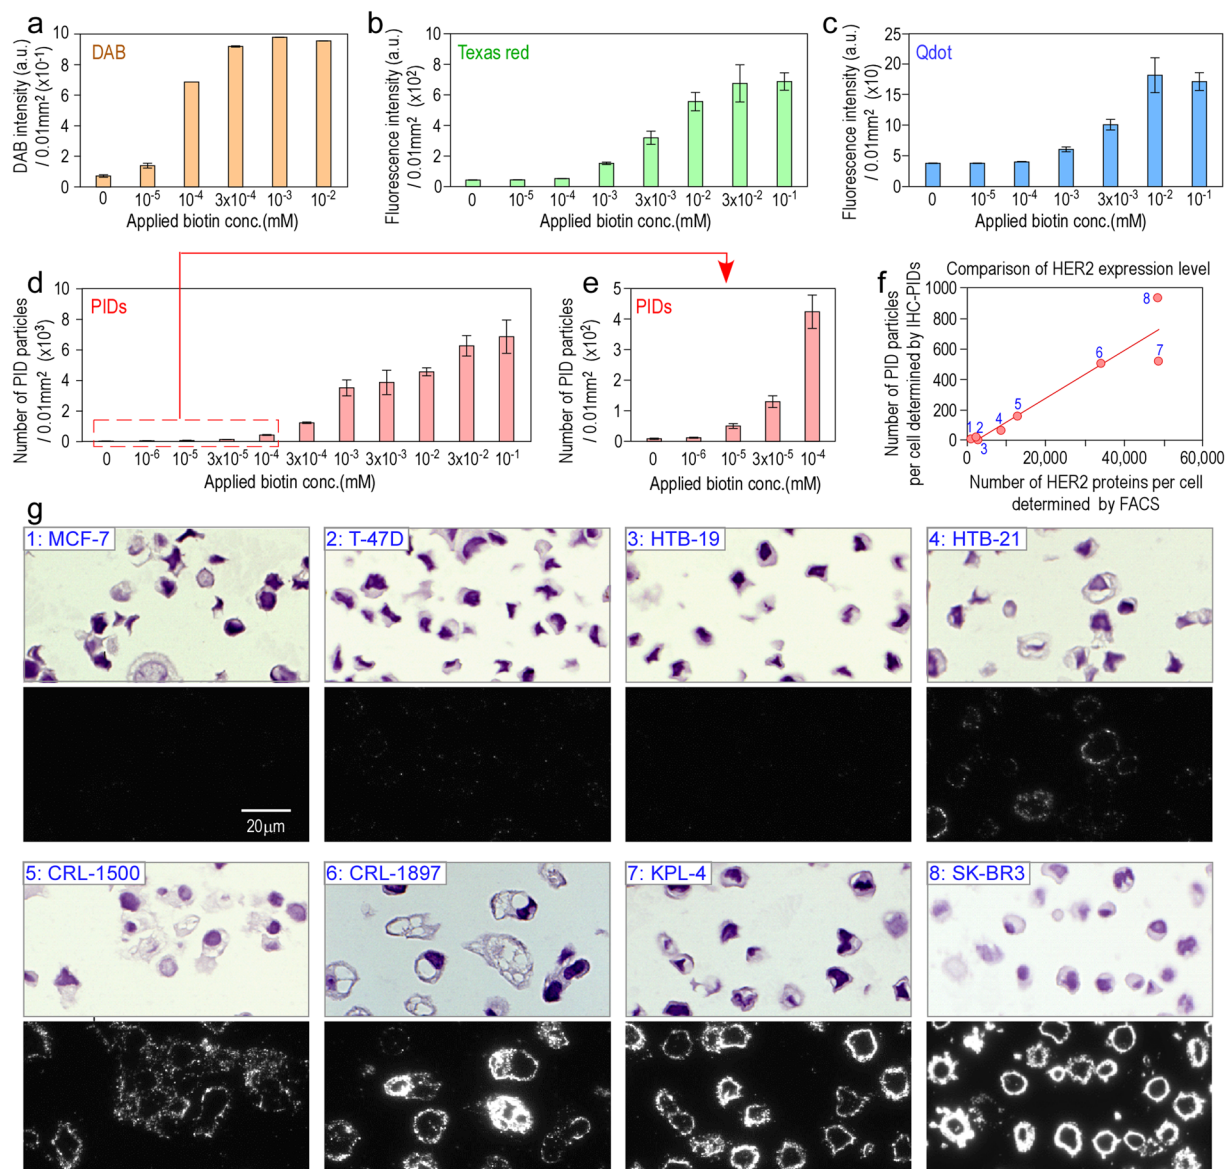 a
DAB intensity (a.u.)
/ 0.01mm² (x10⁻¹)
10
8
6
4
2
0
DAB
0 10⁻⁵ 10⁻⁴ 3x10⁻⁴ 10⁻³ 10⁻²
Applied biotin conc.(mM)
b
Fluorescence intensity (a.u.)
/ 0.01mm² (x10²)
10
8
6
4
2
0
Texas red
0 10⁻⁵ 10⁻⁴ 10⁻³ 3x10⁻³ 10⁻² 3x10⁻² 10⁻¹
Applied biotin conc.(mM)
c
Fluorescence intensity (a.u.)
/ 0.01mm² (x10)
25
20
15
10
5
0
Qdot
0 10⁻⁵ 10⁻⁴ 10⁻³ 3x10⁻³ 10⁻² 10⁻¹
Applied biotin conc.(mM)
d
Number of PID particles
/ 0.01mm² (x10³)
10
8
6
4
2
0
PIDs
0 10⁻⁶ 10⁻⁵ 3x10⁻⁵ 10⁻⁴ 3x10⁻⁴ 10⁻³ 3x10⁻³ 10⁻² 3x10⁻² 10⁻¹
Applied biotin conc.(mM)
e
Number of PID particles
/ 0.01mm² (x10²)
5
4
3
2
1
0
PIDs
0 10⁻⁶ 10⁻⁵ 3x10⁻⁵ 10⁻⁴
Applied biotin conc.(mM)
f
Comparison of HER2 expression level
Number of PID particles
per cell determined by IHC-PIDs
1000
800
600
400
200
0
1
2
3
4
5
6
7
8
0 20,000 40,000 60,000
Number of HER2 proteins per cell
determined by FACS
g
1: MCF-7
2: T-47D
3: HTB-19
4: HTB-21
20μm
5: CRL-1500
6: CRL-1897
7: KPL-4
8: SK-BR3